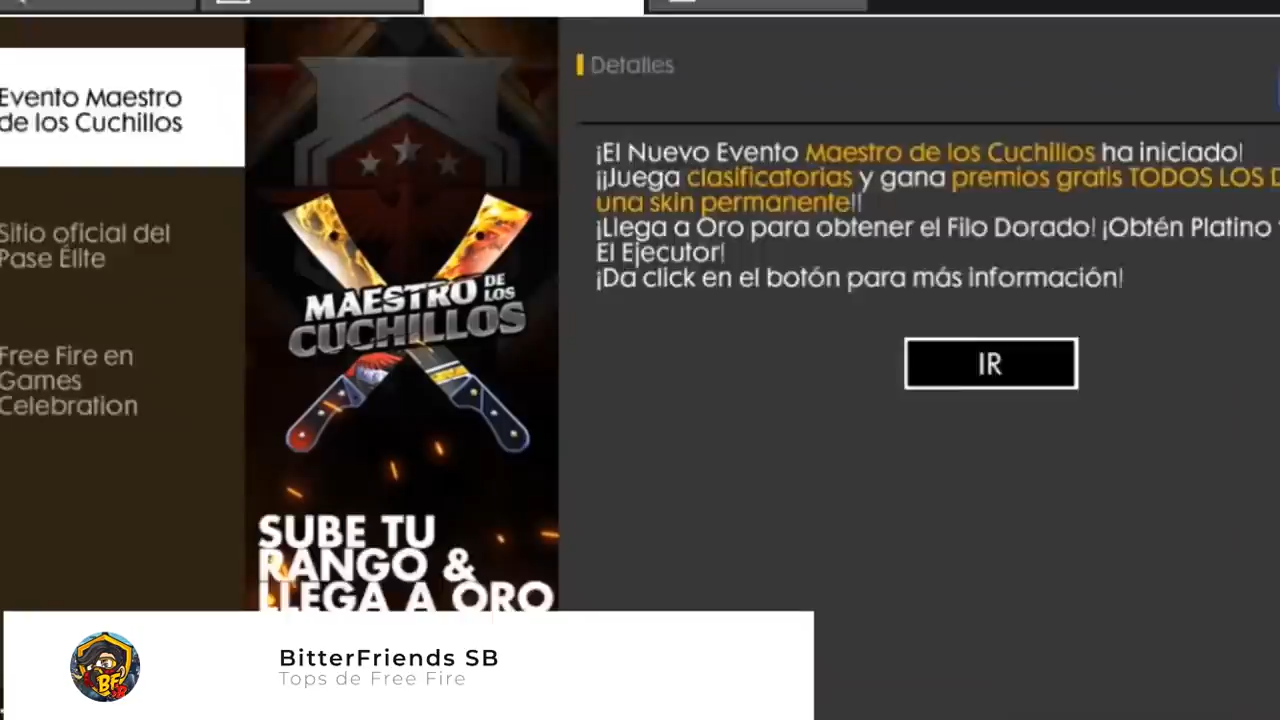 Evento Maestro
de los Cuchillos
Sitio oficial del
Pase Élite
Free Fire en
Games
Celebration
MAESTRO DE LOS
CUCHILLOS
SUBE TU
RANGO &
LLEGA A ORO
Detalles
¡El Nuevo Evento Maestro de los Cuchillos ha iniciado!
¡¡Juega clasificatorias y gana premios gratis TODOS LOS
una skin permanente!!
¡Llega a Oro para obtener el Filo Dorado! ¡Obtén Platino
El Ejecutor!
¡Da click en el botón para más información!
IR
BF
BitterFriends SB
Tops de Free Fire